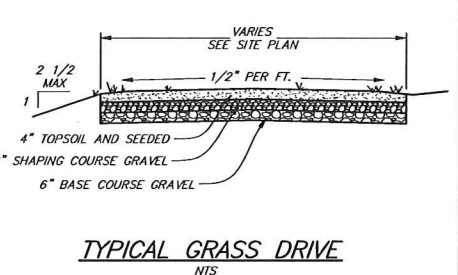 VARIES
SEE SITE PLAN
2 1/2
MAX
1
1/2" PER FT.
4" TOPSOIL AND SEEDED
" SHAPING COURSE GRAVEL
6" BASE COURSE GRAVEL
TYPICAL GRASS DRIVE
NTS